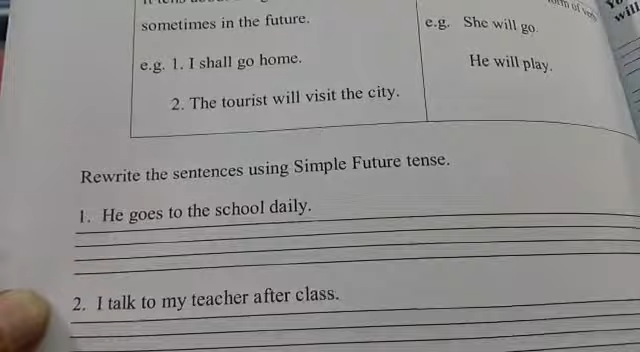 sometimes in the future.
e.g. 1. I shall go home.
2. The tourist will visit the city.
e.g. She will go.
He will play.
will
Rewrite the sentences using Simple Future tense.
1. He goes to the school daily.
2. I talk to my teacher after class.